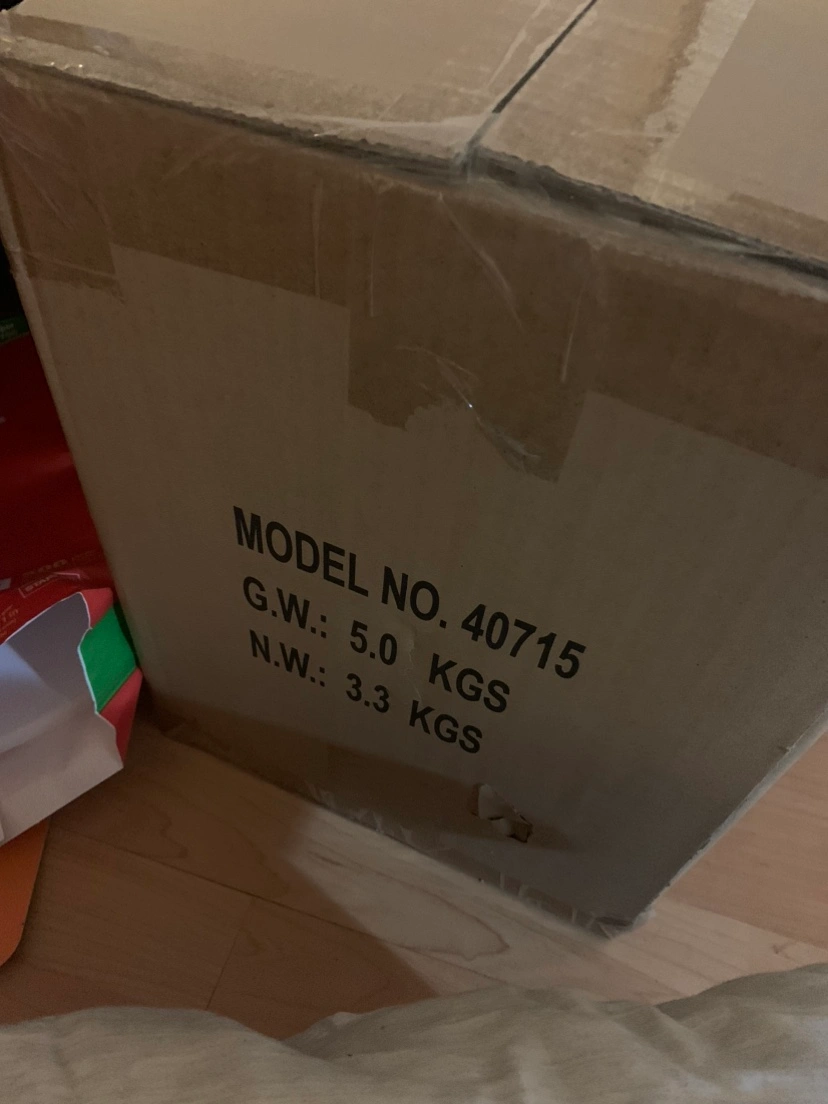 MODEL NO. 40715
G.W.: 5.0 KGS
N.W.: 3.3 KGS